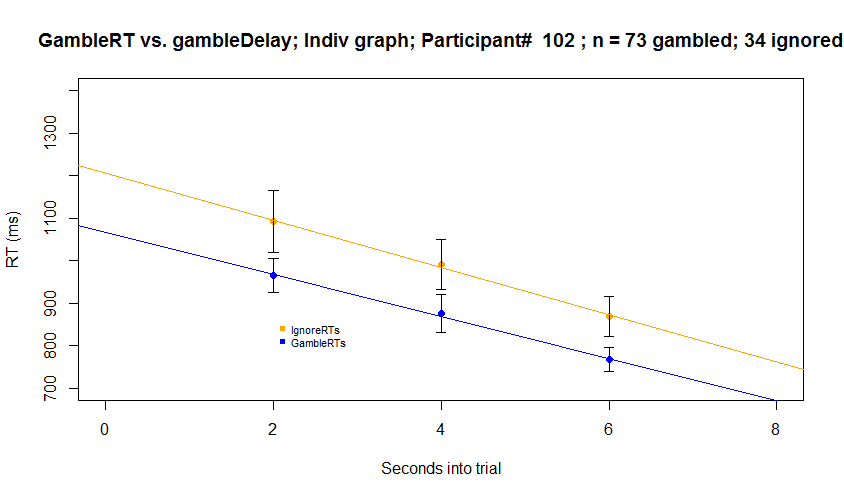 GambleRT vs. gambleDelay; Indiv graph; Participant#  102 ; n = 73 gambled; 34 ignored
RT (ms)
1300
1100
900
800
700
IgnoreRTs
GambleRTs
0 2 4 6 8
Seconds into trial